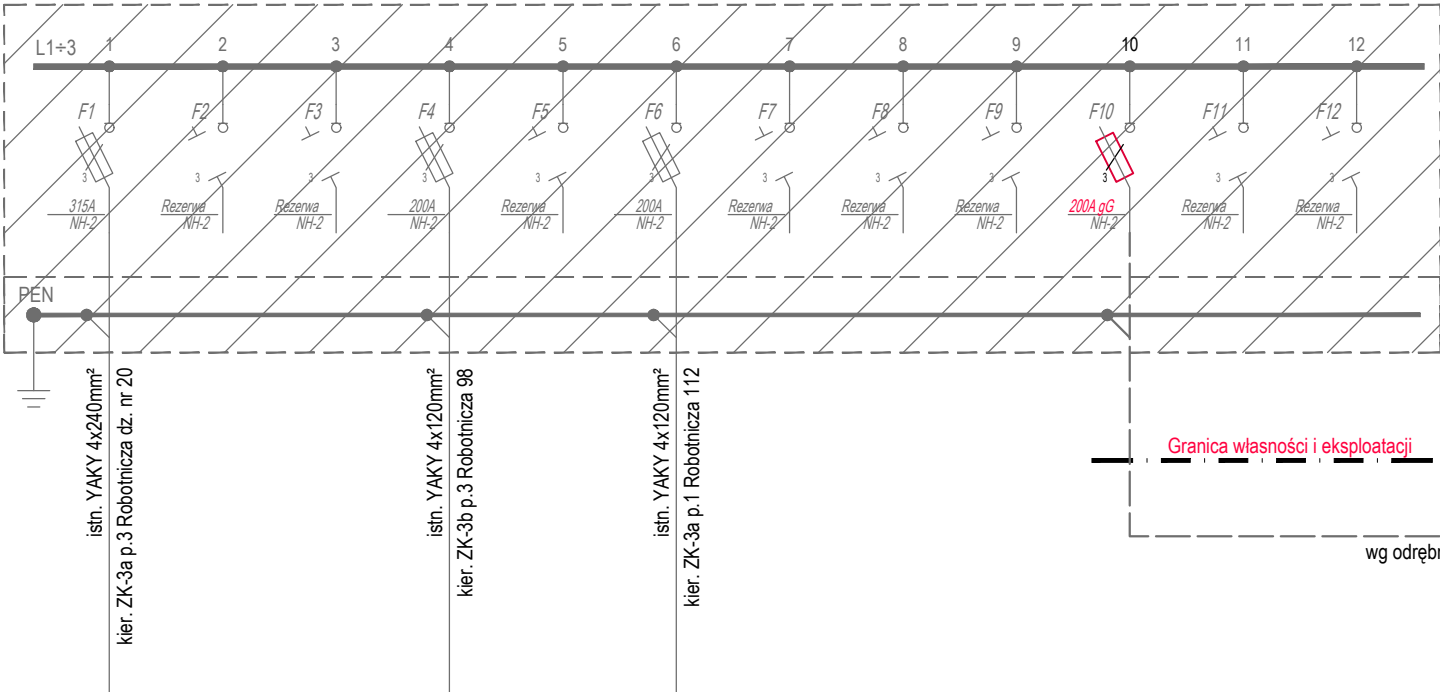 L1÷3 1 2 3 4 5 6 7 8 9 10 11 12
F1 F2 F3 F4 F5 F6 F7 F8 F9 F10 F11 F12
3 3 3 3 3 3 3 3 3 3 3 3
315A Rezerwa Rezerwa 200A Rezerwa 200A Rezerwa Rezerwa Rezerwa 200A gG Rezerwa Rezerwa
NH-2 NH-2 NH-2 NH-2 NH-2 NH-2 NH-2 NH-2 NH-2 NH-2 NH-2 NH-2
PEN
istn. YAKY 4x240mm²
kier. ZK-3a p.3 Robotnicza dz. nr 20
istn. YAKY 4x120mm²
kier. ZK-3b p.3 Robotnicza 98
istn. YAKY 4x120mm²
kier. ZK-3a p.1 Robotnicza 112
Granica własności i eksploatacji
wg odrębn